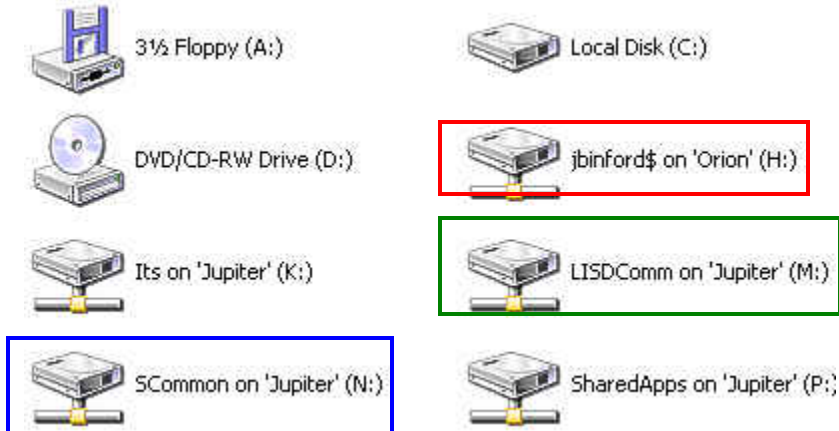 3½ Floppy (A:)
Local Disk (C:)
DVD/CD-RW Drive (D:)
jbinford$ on 'Orion' (H:)
Its on 'Jupiter' (K:)
LISDComm on 'Jupiter' (M:)
SCommon on 'Jupiter' (N:)
SharedApps on 'Jupiter' (P:)